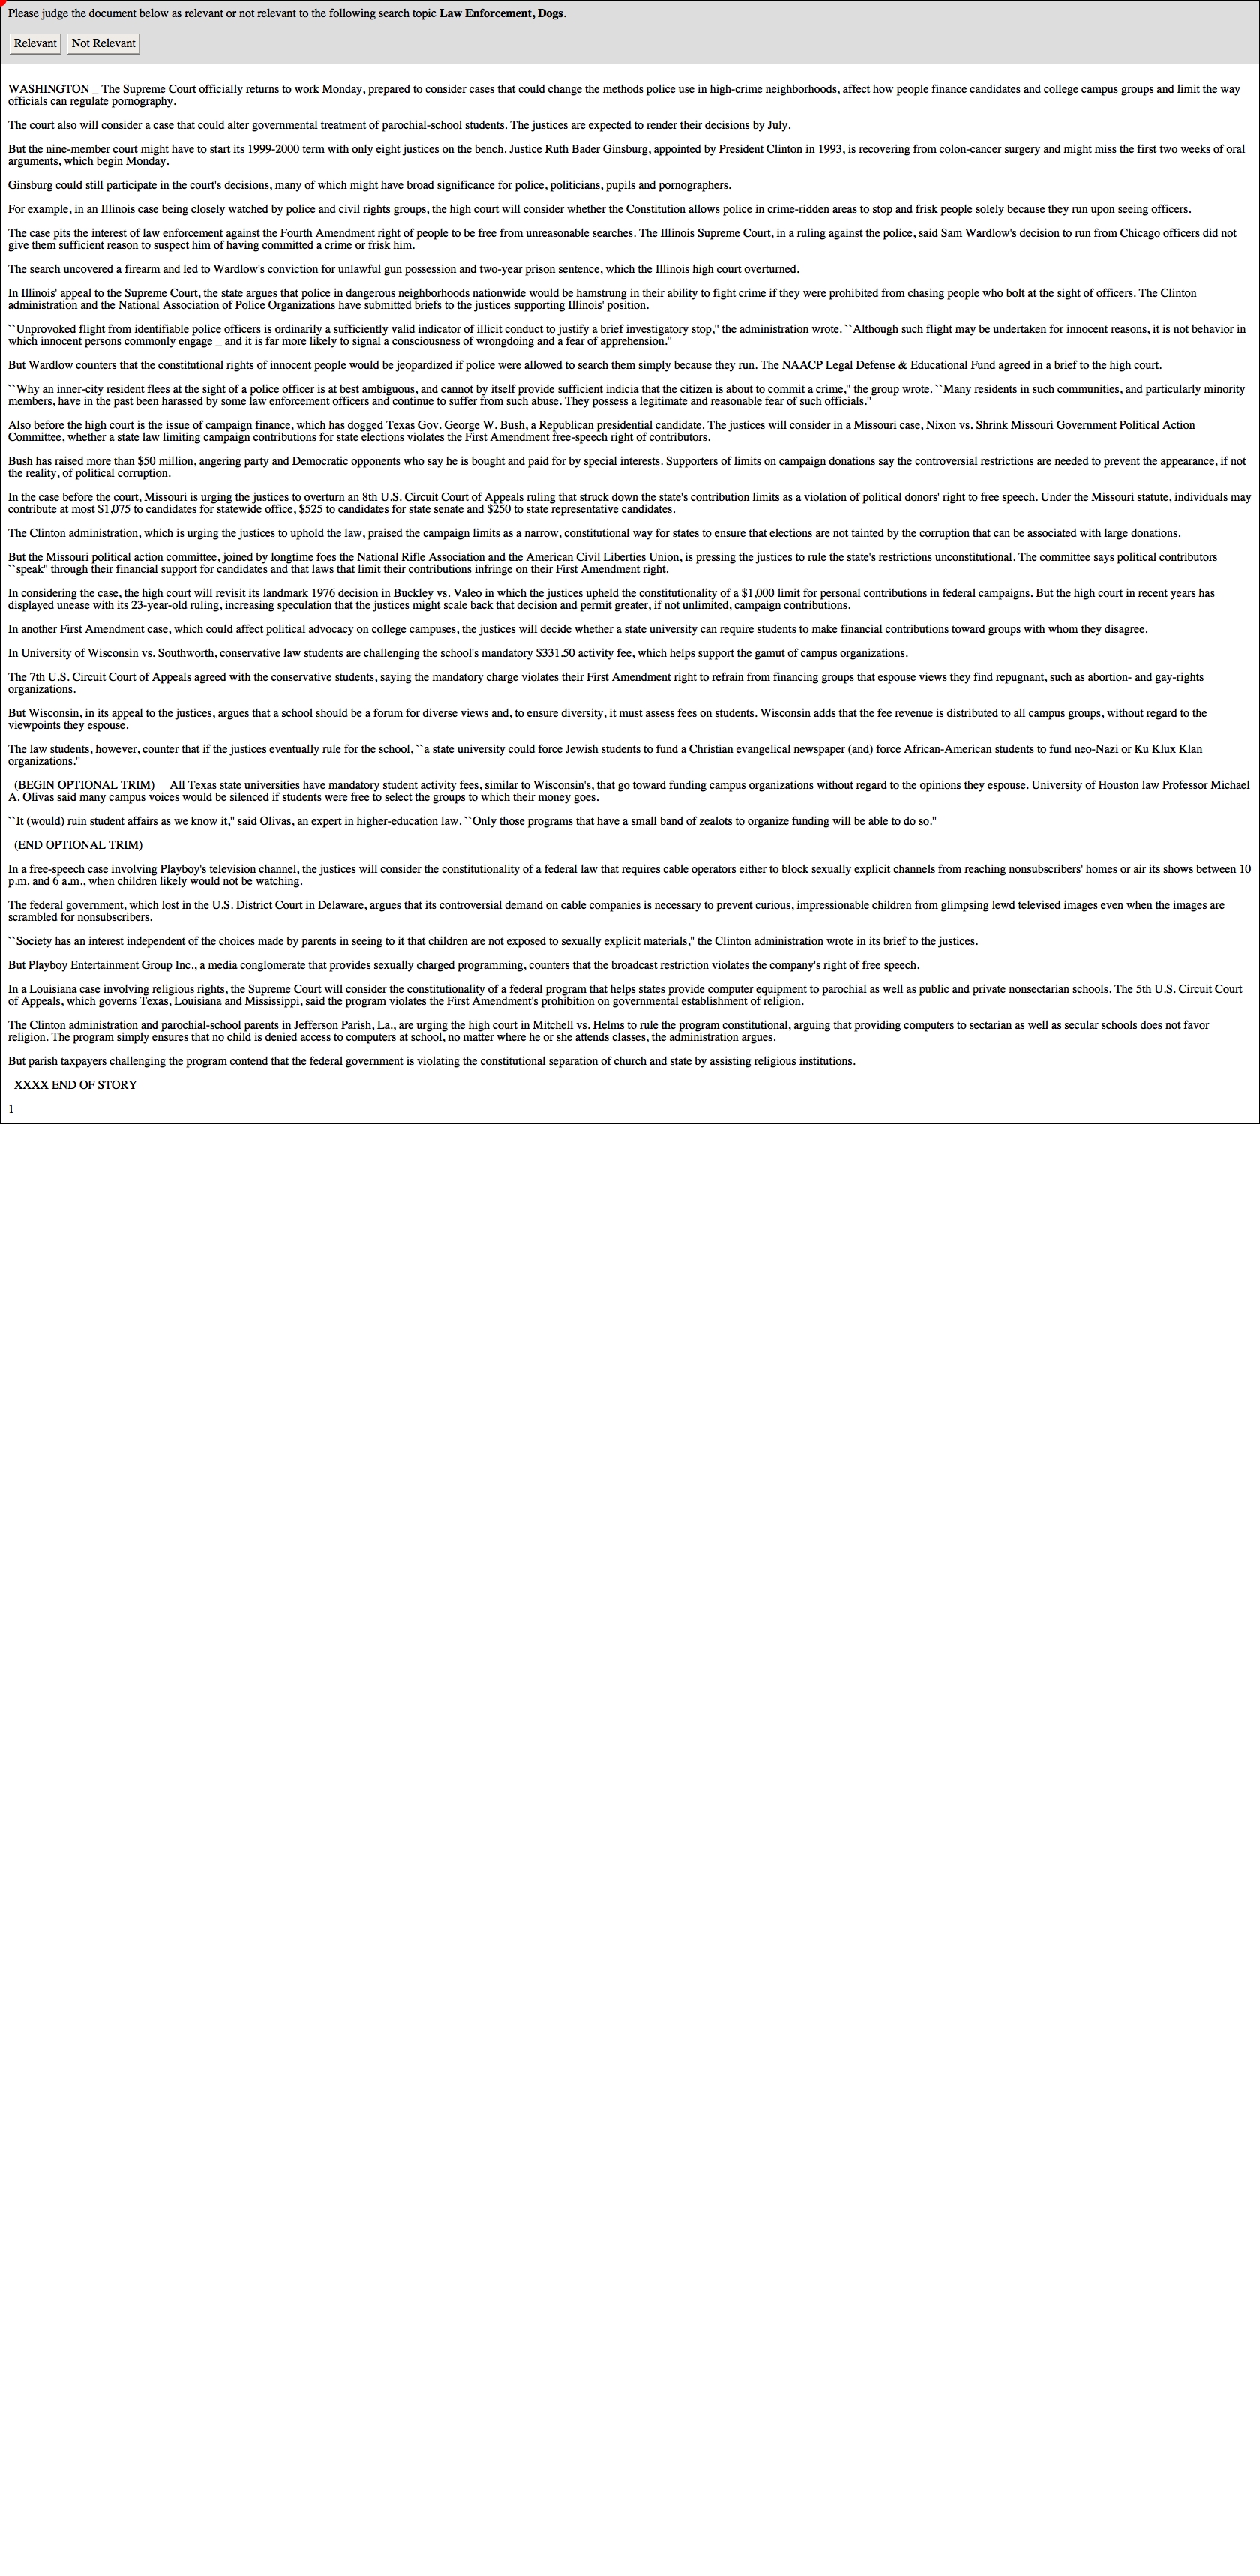 Please judge the document below as relevant or not relevant to the following search topic Law Enforcement, Dogs.
Relevant Not Relevant
WASHINGTON _ The Supreme Court officially returns to work Monday, prepared to consider cases that could change the methods police use in high-crime neighborhoods, affect how people finance candidates and college campus groups and limit the way
officials can regulate pornography.
The court also will consider a case that could alter governmental treatment of parochial-school students. The justices are expected to render their decisions by July.
But the nine-member court might have to start its 1999-2000 term with only eight justices on the bench. Justice Ruth Bader Ginsburg, appointed by President Clinton in 1993, is recovering from colon-cancer surgery and might miss the first two weeks of oral
arguments, which begin Monday.
Ginsburg could still participate in the court's decisions, many of which might have broad significance for police, politicians, pupils and pornographers.
For example, in an Illinois case being closely watched by police and civil rights groups, the high court will consider whether the Constitution allows police in crime-ridden areas to stop and frisk people solely because they run upon seeing officers.
The case pits the interest of law enforcement against the Fourth Amendment right of people to be free from unreasonable searches. The Illinois Supreme Court, in a ruling against the police, said Sam Wardlow's decision to run from Chicago officers did not
give them sufficient reason to suspect him of having committed a crime or frisk him.
The search uncovered a firearm and led to Wardlow's conviction for unlawful gun possession and two-year prison sentence, which the Illinois high court overturned.
In Illinois' appeal to the Supreme Court, the state argues that police in dangerous neighborhoods nationwide would be hamstrung in their ability to fight crime if they were prohibited from chasing people who bolt at the sight of officers. The Clinton
administration and the National Association of Police Organizations have submitted briefs to the justices supporting Illinois' position.
``Unprovoked flight from identifiable police officers is ordinarily a sufficiently valid indicator of illicit conduct to justify a brief investigatory stop,'' the administration wrote. ``Although such flight may be undertaken for innocent reasons, it is not behavior in
which innocent persons commonly engage _ and it is far more likely to signal a consciousness of wrongdoing and a fear of apprehension.''
But Wardlow counters that the constitutional rights of innocent people would be jeopardized if police were allowed to search them simply because they run. The NAACP Legal Defense & Educational Fund agreed in a brief to the high court.
``Why an inner-city resident flees at the sight of a police officer is at best ambiguous, and cannot by itself provide sufficient indicia that the citizen is about to commit a crime,'' the group wrote. ``Many residents in such communities, and particularly minority
members, have in the past been harassed by some law enforcement officers and continue to suffer from such abuse. They possess a legitimate and reasonable fear of such officials.''
Also before the high court is the issue of campaign finance, which has dogged Texas Gov. George W. Bush, a Republican presidential candidate. The justices will consider in a Missouri case, Nixon vs. Shrink Missouri Government Political Action
Committee, whether a state law limiting campaign contributions for state elections violates the First Amendment free-speech right of contributors.
Bush has raised more than $50 million, angering party and Democratic opponents who say he is bought and paid for by special interests. Supporters of limits on campaign donations say the controversial restrictions are needed to prevent the appearance, if not
the reality, of political corruption.
In the case before the court, Missouri is urging the justices to overturn an 8th U.S. Circuit Court of Appeals ruling that struck down the state's contribution limits as a violation of political donors' right to free speech. Under the Missouri statute, individuals may
contribute at most $1,075 to candidates for statewide office, $525 to candidates for state senate and $250 to state representative candidates.
The Clinton administration, which is urging the justices to uphold the law, praised the campaign limits as a narrow, constitutional way for states to ensure that elections are not tainted by the corruption that can be associated with large donations.
But the Missouri political action committee, joined by longtime foes the National Rifle Association and the American Civil Liberties Union, is pressing the justices to rule the state's restrictions unconstitutional. The committee says political contributors
``speak'' through their financial support for candidates and that laws that limit their contributions infringe on their First Amendment right.
In considering the case, the high court will revisit its landmark 1976 decision in Buckley vs. Valeo in which the justices upheld the constitutionality of a $1,000 limit for personal contributions in federal campaigns. But the high court in recent years has
displayed unease with its 23-year-old ruling, increasing speculation that the justices might scale back that decision and permit greater, if not unlimited, campaign contributions.
In another First Amendment case, which could affect political advocacy on college campuses, the justices will decide whether a state university can require students to make financial contributions toward groups with whom they disagree.
In University of Wisconsin vs. Southworth, conservative law students are challenging the school's mandatory $331.50 activity fee, which helps support the gamut of campus organizations.
The 7th U.S. Circuit Court of Appeals agreed with the conservative students, saying the mandatory charge violates their First Amendment right to refrain from financing groups that espouse views they find repugnant, such as abortion- and gay-rights
organizations.
But Wisconsin, in its appeal to the justices, argues that a school should be a forum for diverse views and, to ensure diversity, it must assess fees on students. Wisconsin adds that the fee revenue is distributed to all campus groups, without regard to the
viewpoints they espouse.
The law students, however, counter that if the justices eventually rule for the school, ``a state university could force Jewish students to fund a Christian evangelical newspaper (and) force African-American students to fund neo-Nazi or Ku Klux Klan
organizations.''
(BEGIN OPTIONAL TRIM) All Texas state universities have mandatory student activity fees, similar to Wisconsin's, that go toward funding campus organizations without regard to the opinions they espouse. University of Houston law Professor Michael
A. Olivas said many campus voices would be silenced if students were free to select the groups to which their money goes.
``It (would) ruin student affairs as we know it,'' said Olivas, an expert in higher-education law. ``Only those programs that have a small band of zealots to organize funding will be able to do so.''
(END OPTIONAL TRIM)
In a free-speech case involving Playboy's television channel, the justices will consider the constitutionality of a federal law that requires cable operators either to block sexually explicit channels from reaching nonsubscribers' homes or air its shows between 10
p.m. and 6 a.m., when children likely would not be watching.
The federal government, which lost in the U.S. District Court in Delaware, argues that its controversial demand on cable companies is necessary to prevent curious, impressionable children from glimpsing lewd televised images even when the images are
scrambled for nonsubscribers.
``Society has an interest independent of the choices made by parents in seeing to it that children are not exposed to sexually explicit materials,'' the Clinton administration wrote in its brief to the justices.
But Playboy Entertainment Group Inc., a media conglomerate that provides sexually charged programming, counters that the broadcast restriction violates the company's right of free speech.
In a Louisiana case involving religious rights, the Supreme Court will consider the constitutionality of a federal program that helps states provide computer equipment to parochial as well as public and private nonsectarian schools. The 5th U.S. Circuit Court
of Appeals, which governs Texas, Louisiana and Mississippi, said the program violates the First Amendment's prohibition on governmental establishment of religion.
The Clinton administration and parochial-school parents in Jefferson Parish, La., are urging the high court in Mitchell vs. Helms to rule the program constitutional, arguing that providing computers to sectarian as well as secular schools does not favor
religion. The program simply ensures that no child is denied access to computers at school, no matter where he or she attends classes, the administration argues.
But parish taxpayers challenging the program contend that the federal government is violating the constitutional separation of church and state by assisting religious institutions.
XXXX END OF STORY
1